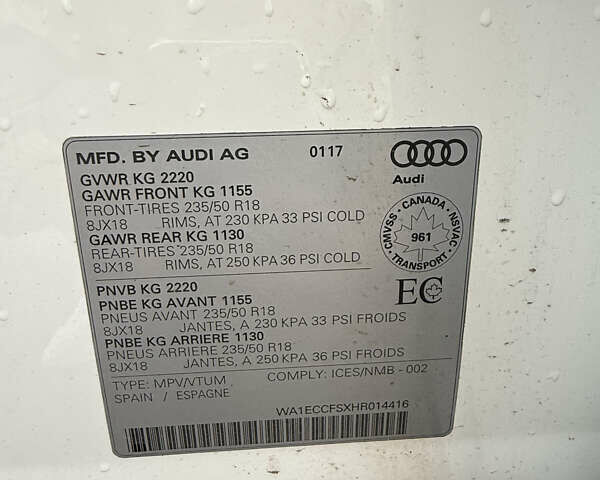 MFD. BY AUDI AG 0117
Audi
GVWR KG 2220
GAWR FRONT KG 1155
FRONT-TIRES 235/50 R18
8JX18 RIMS, AT 230 KPA 33 PSI COLD
GAWR REAR KG 1130
REAR-TIRES 235/50 R18
8JX18 RIMS, AT 250 KPA 36 PSI COLD
CMVSS - CANADA - NSVAC
961
TRANSPORT
PNVB KG 2220
PNBE KG AVANT 1155
PNEUS AVANT 235/50 R18
8JX18 JANTES, A 230 KPA 33 PSI FROIDS
PNBE KG ARRIERE 1130
PNEUS ARRIERE 235/50 R18
8JX18 JANTES, A 250 KPA 36 PSI FROIDS
EC
TYPE: MPV/VTUM COMPLY: ICES/NMB - 002
SPAIN / ESPAGNE
WA1ECCFSXHR014416